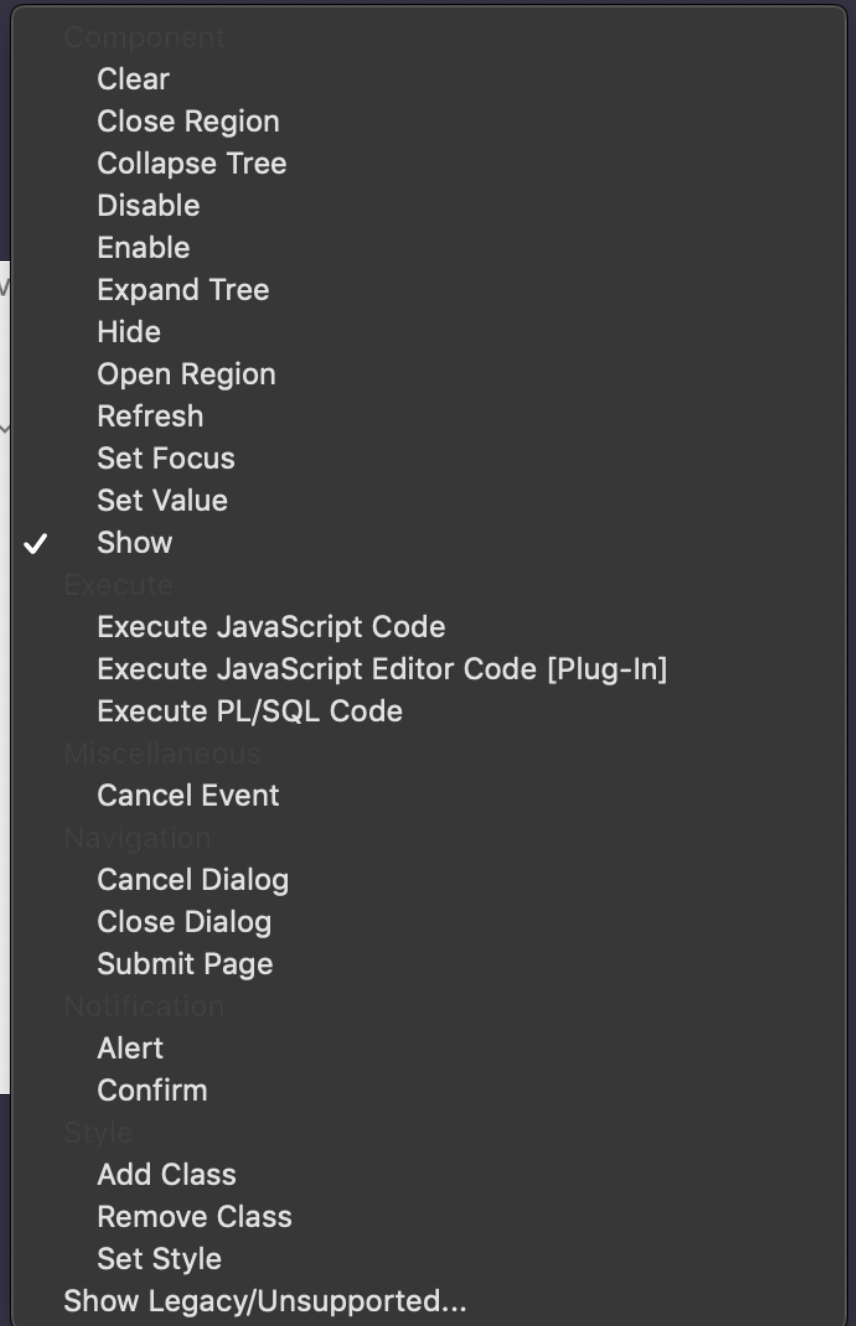 Component
Clear
Close Region
Collapse Tree
Disable
Enable
Expand Tree
Hide
Open Region
Refresh
Set Focus
Set Value
Show
Execute
Execute JavaScript Code
Execute JavaScript Editor Code [Plug-In]
Execute PL/SQL Code
Miscellaneous
Cancel Event
Navigation
Cancel Dialog
Close Dialog
Submit Page
Notification
Alert
Confirm
Style
Add Class
Remove Class
Set Style
Show Legacy/Unsupported...